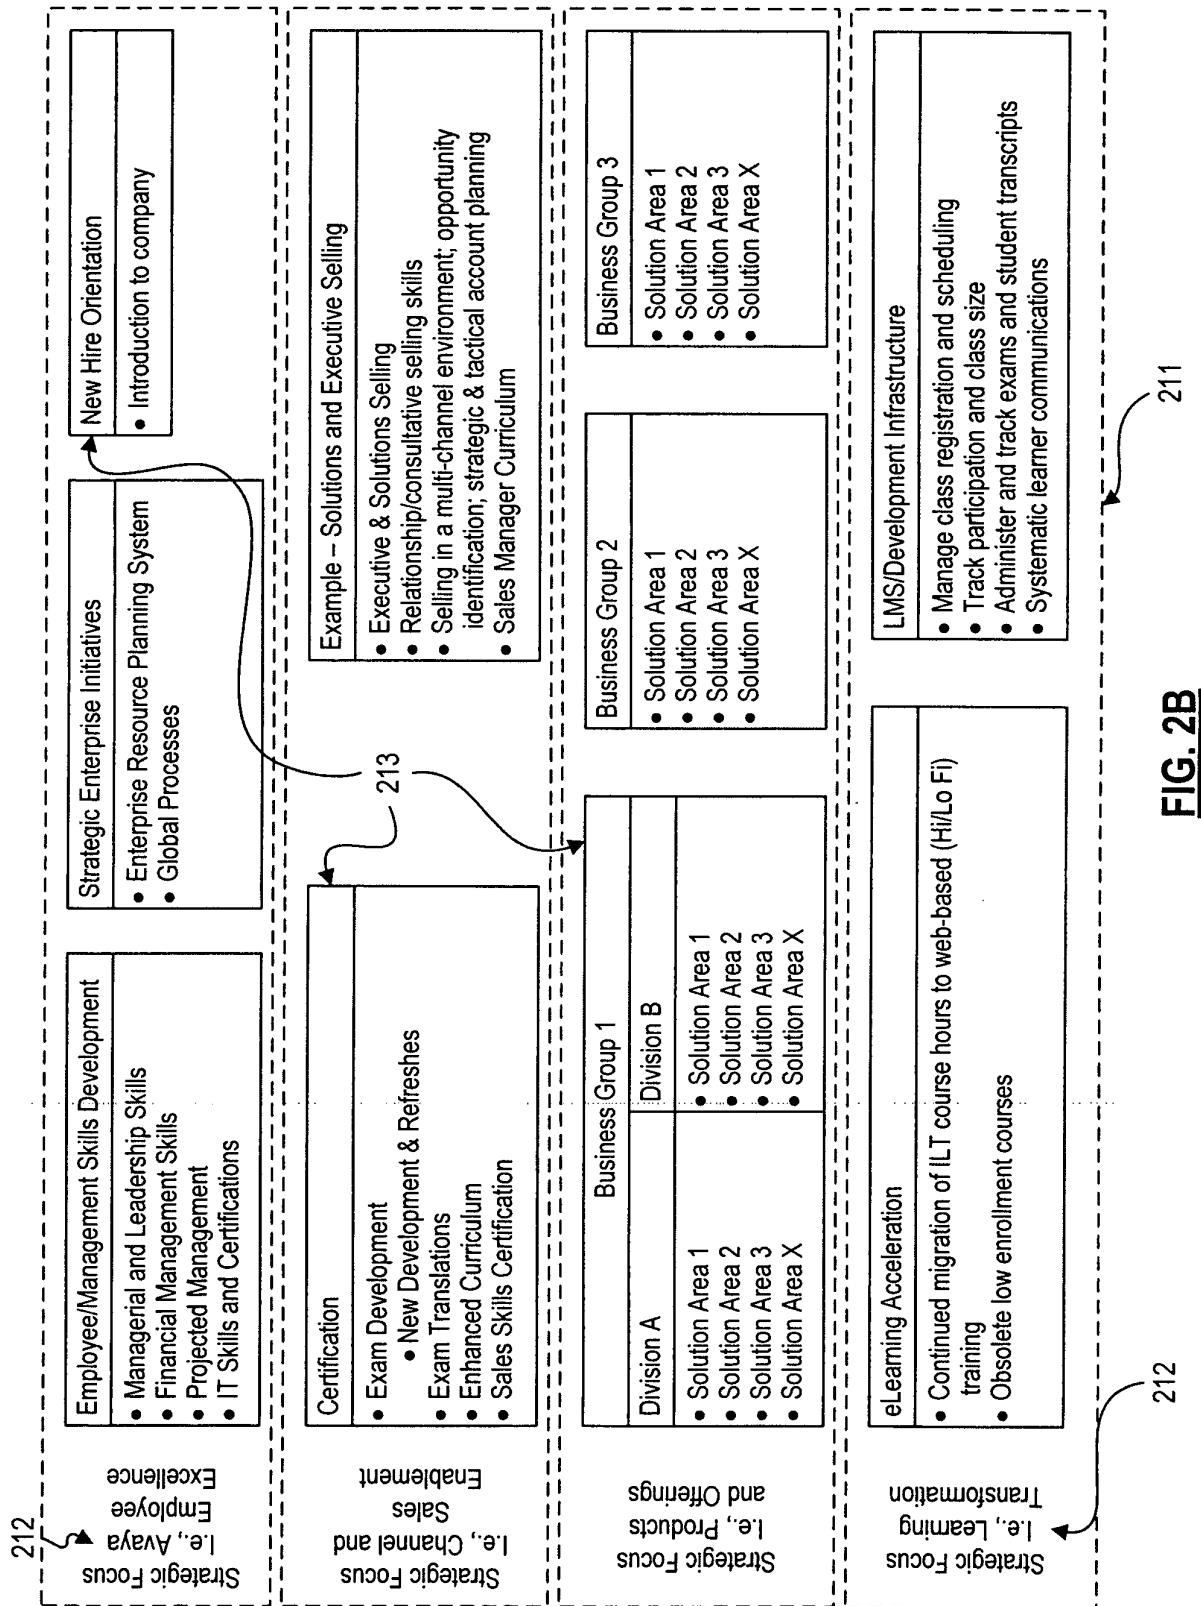 212
Strategic Focus
I.e., Avaya
Employee
Excellence
Employee/Management Skills Development
• Managerial and Leadership Skills
• Financial Management Skills
• Projected Management
• IT Skills and Certifications
Strategic Enterprise Initiatives
• Enterprise Resource Planning System
• Global Processes
New Hire Orientation
• Introduction to company
Strategic Focus
I.e., Channel and
Sales
Enablement
Certification
• Exam Development
• New Development & Refreshes
• Exam Translations
• Enhanced Curriculum
• Sales Skills Certification
213
Example – Solutions and Executive Selling
• Executive & Solutions Selling
• Relationship/consultative selling skills
• Selling in a multi-channel environment; opportunity
identification; strategic & tactical account planning
• Sales Manager Curriculum
Strategic Focus
I.e., Products
and Offerings
Business Group 1
Division A
• Solution Area 1
• Solution Area 2
• Solution Area 3
• Solution Area X
Division B
• Solution Area 1
• Solution Area 2
• Solution Area 3
• Solution Area X
Business Group 2
• Solution Area 1
• Solution Area 2
• Solution Area 3
• Solution Area X
Business Group 3
• Solution Area 1
• Solution Area 2
• Solution Area 3
• Solution Area X
Strategic Focus
I.e., Learning
Transformation
eLearning Acceleration
• Continued migration of ILT course hours to web-based (Hi/Lo Fi)
training
• Obsolete low enrollment courses
LMS/Development Infrastructure
• Manage class registration and scheduling
• Track participation and class size
• Administer and track exams and student transcripts
• Systematic learner communications
212
211
FIG. 2B